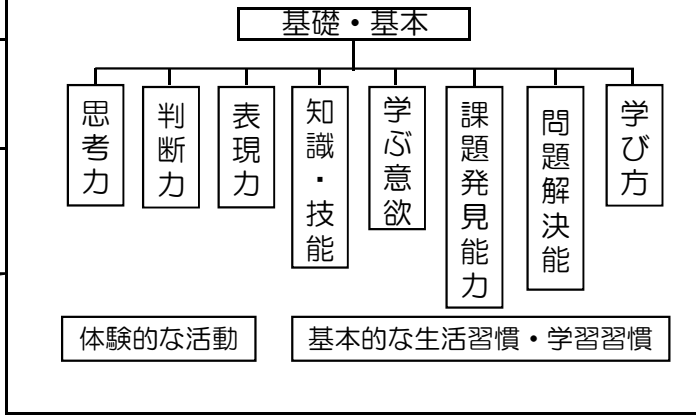 基礎・基本
思考力
判断力
表現力
知識・技能
学ぶ意欲
課題発見能力
問題解決能
学び方
体験的な活動
基本的な生活習慣・学習習慣